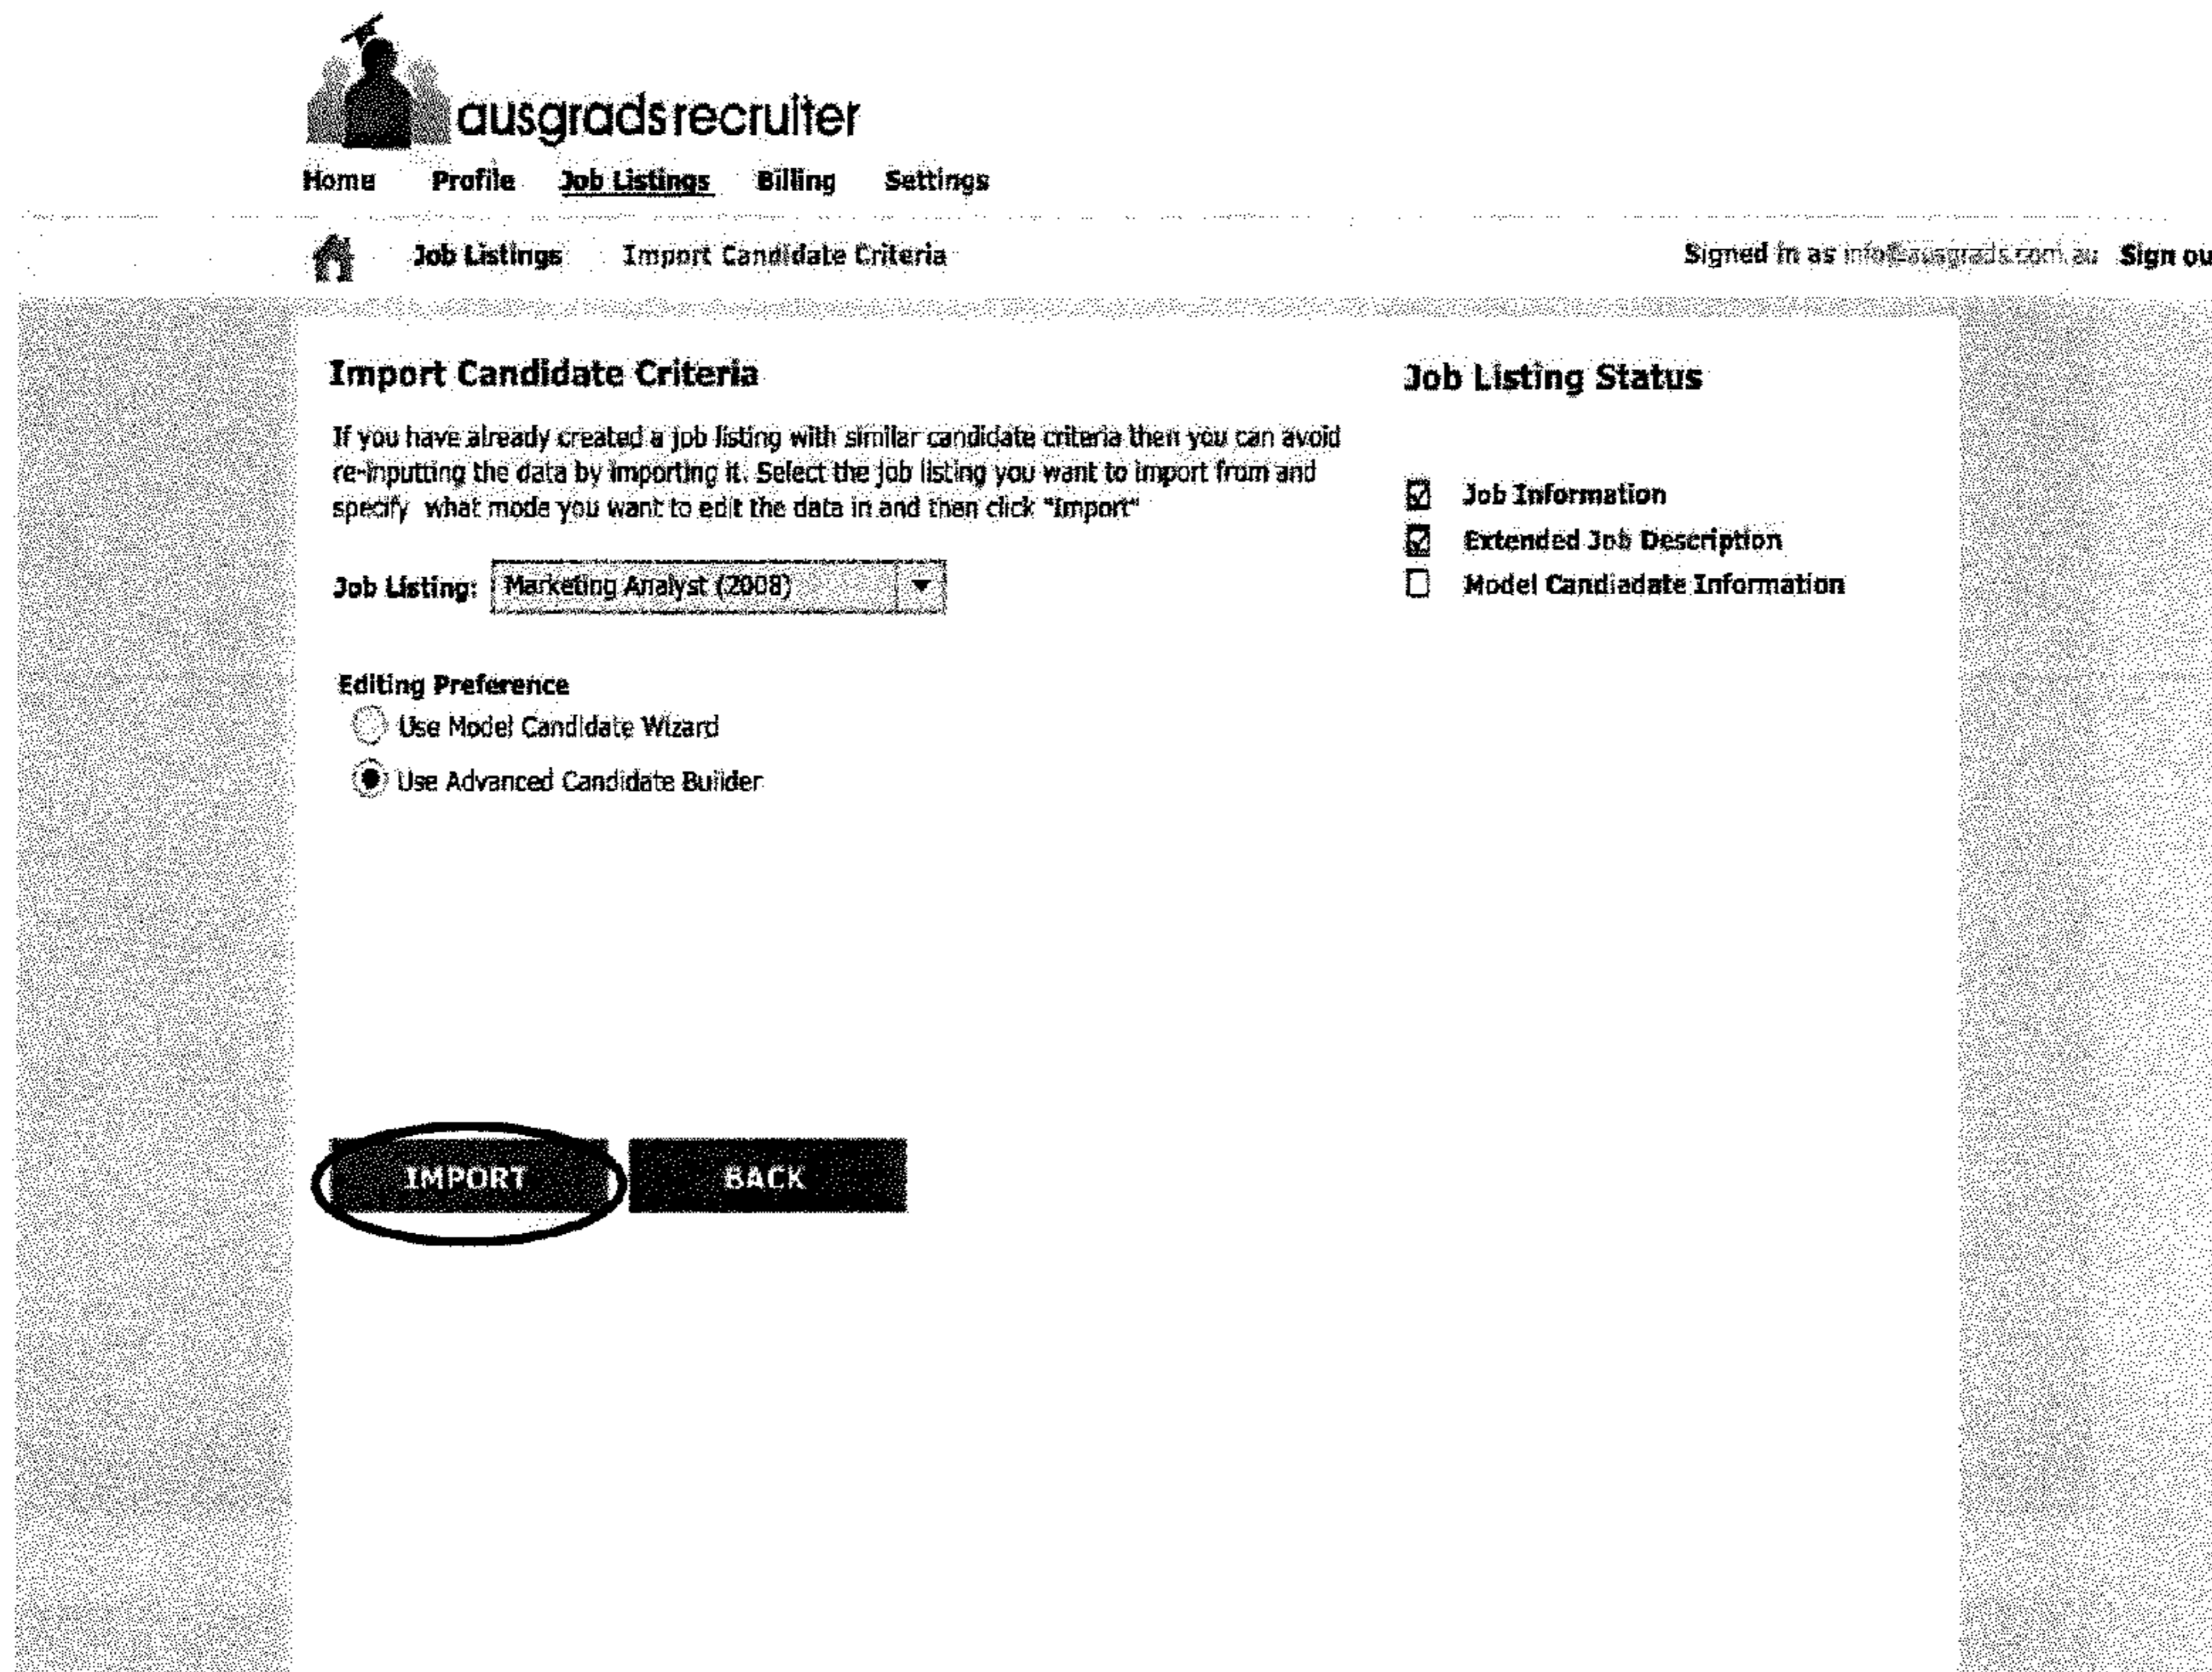 ausgradsrecruiter
Home Profile Job Listings Billing Settings
Job Listings Import Candidate Criteria Signed in as info@ausgrads.com.au Sign ou
Import Candidate Criteria
If you have already created a job listing with similar candidate criteria then you can avoid
re-inputting the data by importing it. Select the job listing you want to import from and
specify what mode you want to edit the data in and then click "Import"
Job Listing: Marketing Analyst (2008)
Editing Preference
Use Model Candidate Wizard
Use Advanced Candidate Builder
IMPORT BACK
Job Listing Status
Job Information
Extended Job Description
Model Candiadate Information